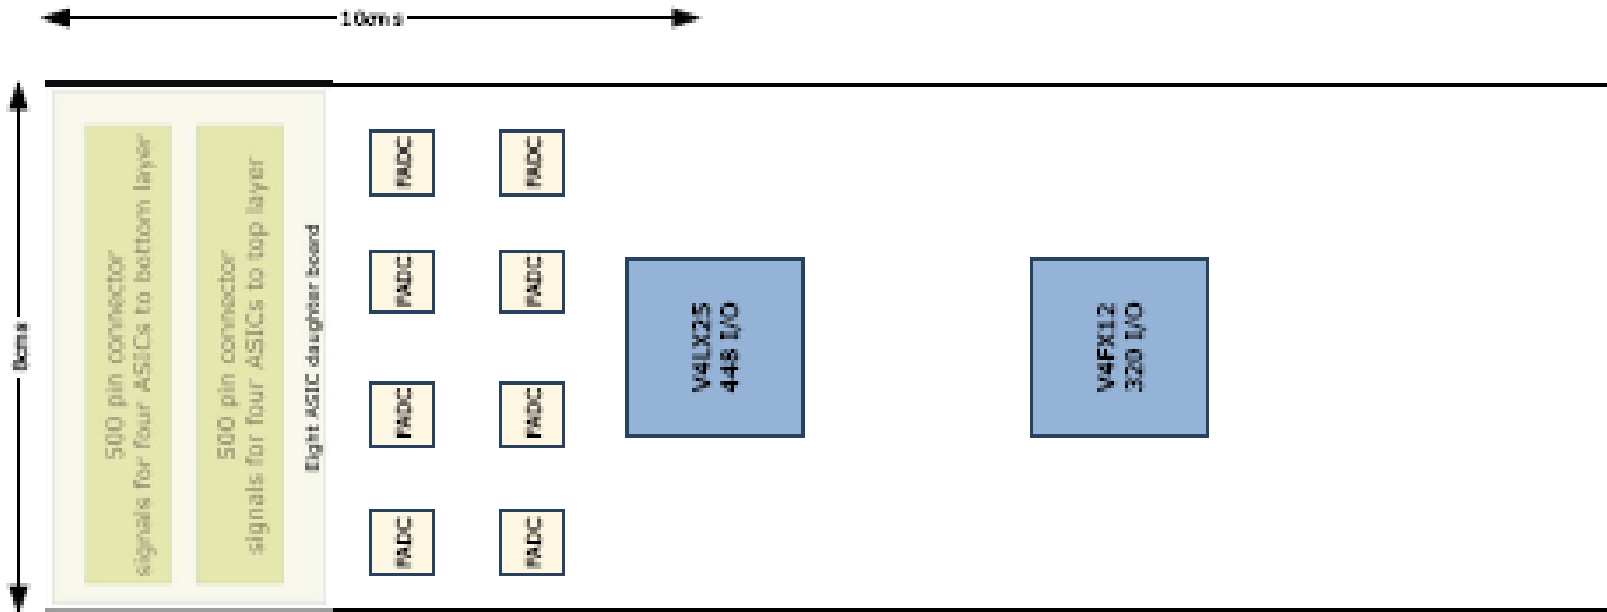 10cms
8cms
500 pin connector
signals for four ASICs to bottom layer
500 pin connector
signals for four ASICs to top layer
Eight ASIC daughter board
FADC
FADC
FADC
FADC
FADC
FADC
FADC
FADC
V4LX25
448 I/O
V4FX12
320 I/O